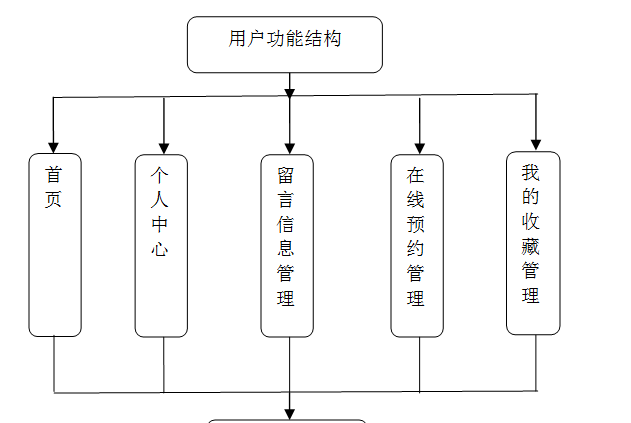 用户功能结构
首页
个人中心
留言信息管理
在线预约管理
我的收藏管理